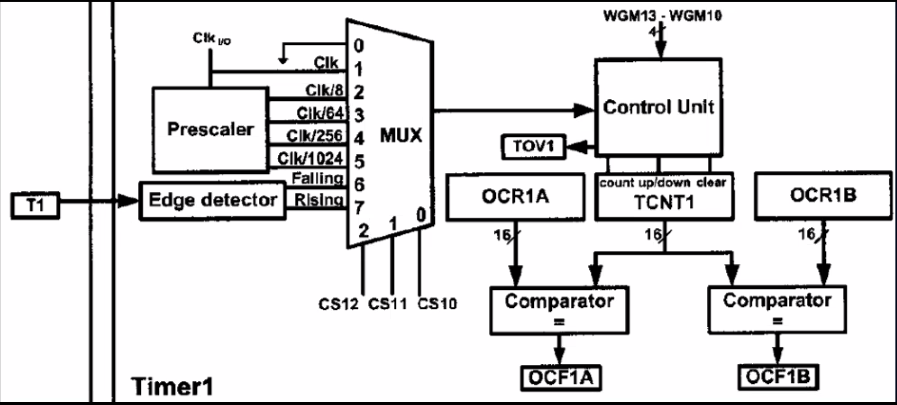 WGM13 - WGM10
4
Clk I/O
0
Clk
1
Clk/8
2
Clk/64
3
Clk/256
4
Clk/1024
5
Falling
6
Rising
7
Prescaler
Edge detector
T1
MUX
2 1 0
CS12 CS11 CS10
Control Unit
TOV1
count up/down clear
TCNT1
OCR1A
OCR1B
16
16
16
Comparator
=
Comparator
=
OCF1A
OCF1B
Timer1